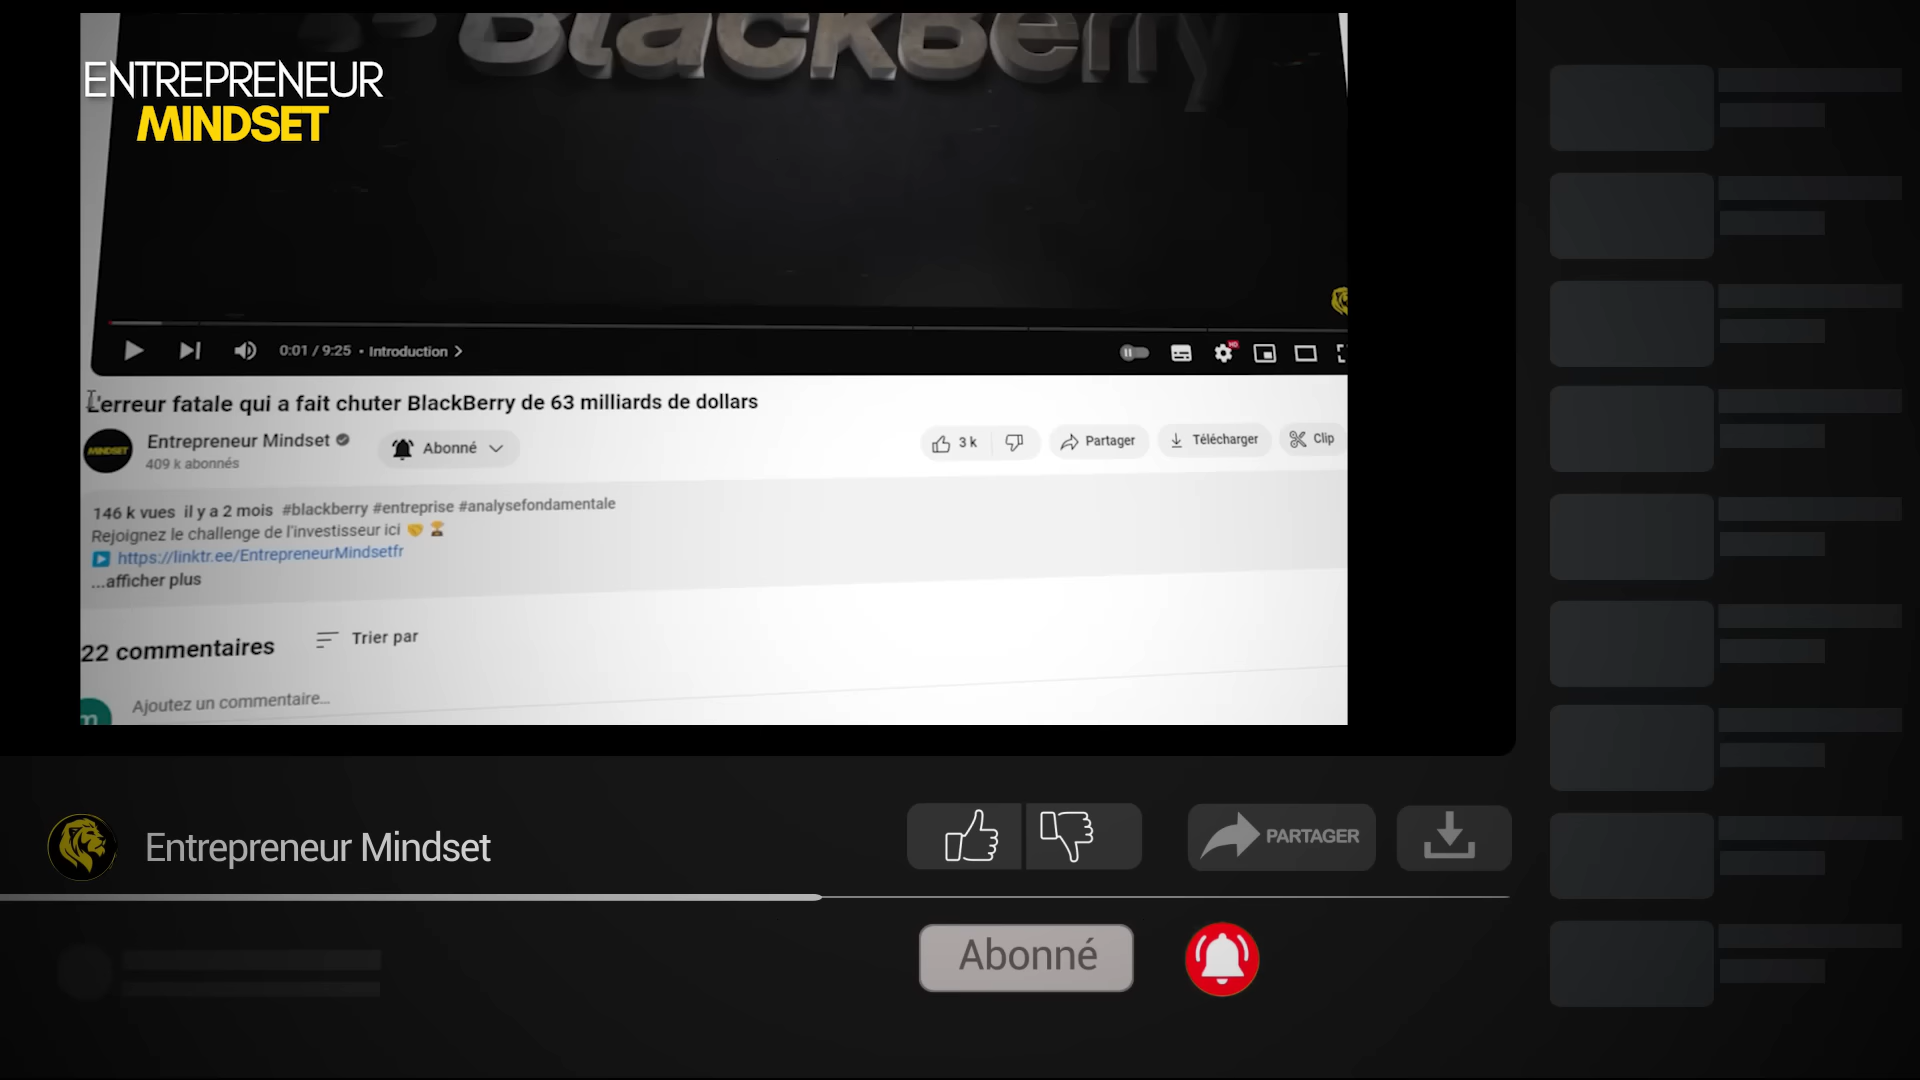 BlackBerry
ENTREPRENEUR
MINDSET
0:01 / 9:25 • Introduction
L'erreur fatale qui a fait chuter BlackBerry de 63 milliards de dollars
MINDSET
Entrepreneur Mindset
409 k abonnés
Abonné
3 k
Partager
Télécharger
Clip
146 k vues il y a 2 mois #blackberry #entreprise #analysefondamentale
Rejoignez le challenge de l'investisseur ici
https://linktr.ee/EntrepreneurMindsetfr
...afficher plus
22 commentaires
Trier par
m
Ajoutez un commentaire...
Entrepreneur Mindset
PARTAGER
Abonné